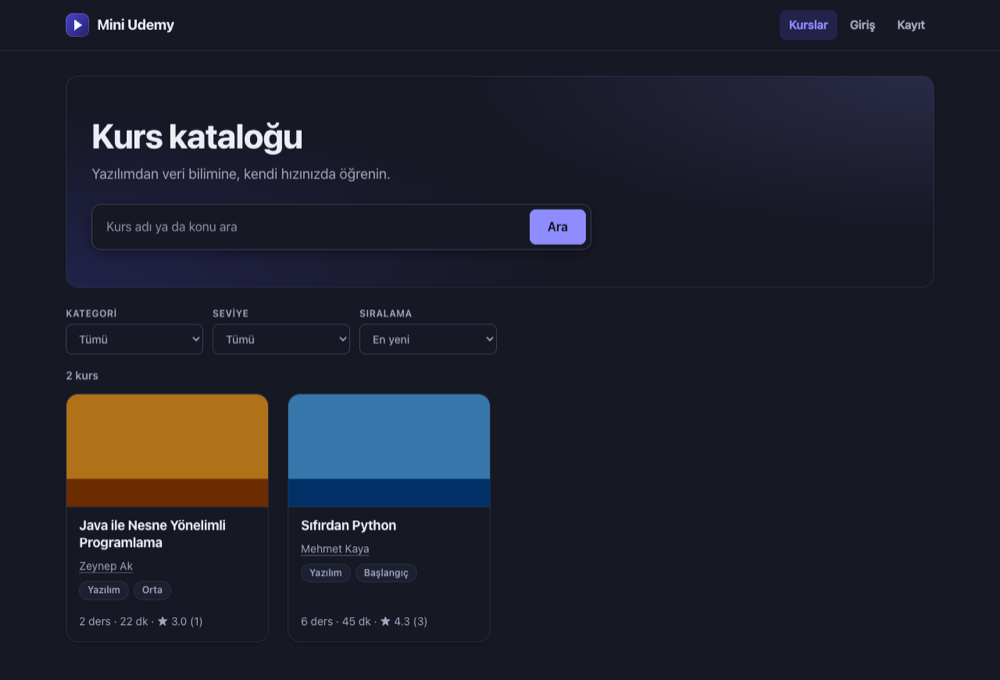 Mini Udemy
Kurslar
Giriş
Kayıt
Kurs kataloğu
Yazılımdan veri bilimine, kendi hızınızda öğrenin.
Kurs adı ya da konu ara
Ara
KATEGORİ
SEVİYE
SIRALAMA
Tümü
Tümü
En yeni
2 kurs
Java ile Nesne Yönelimli
Programlama
Zeynep Ak
Yazılım
Orta
2 ders · 22 dk · ★ 3.0 (1)
Sıfırdan Python
Mehmet Kaya
Yazılım
Başlangıç
6 ders · 45 dk · ★ 4.3 (3)